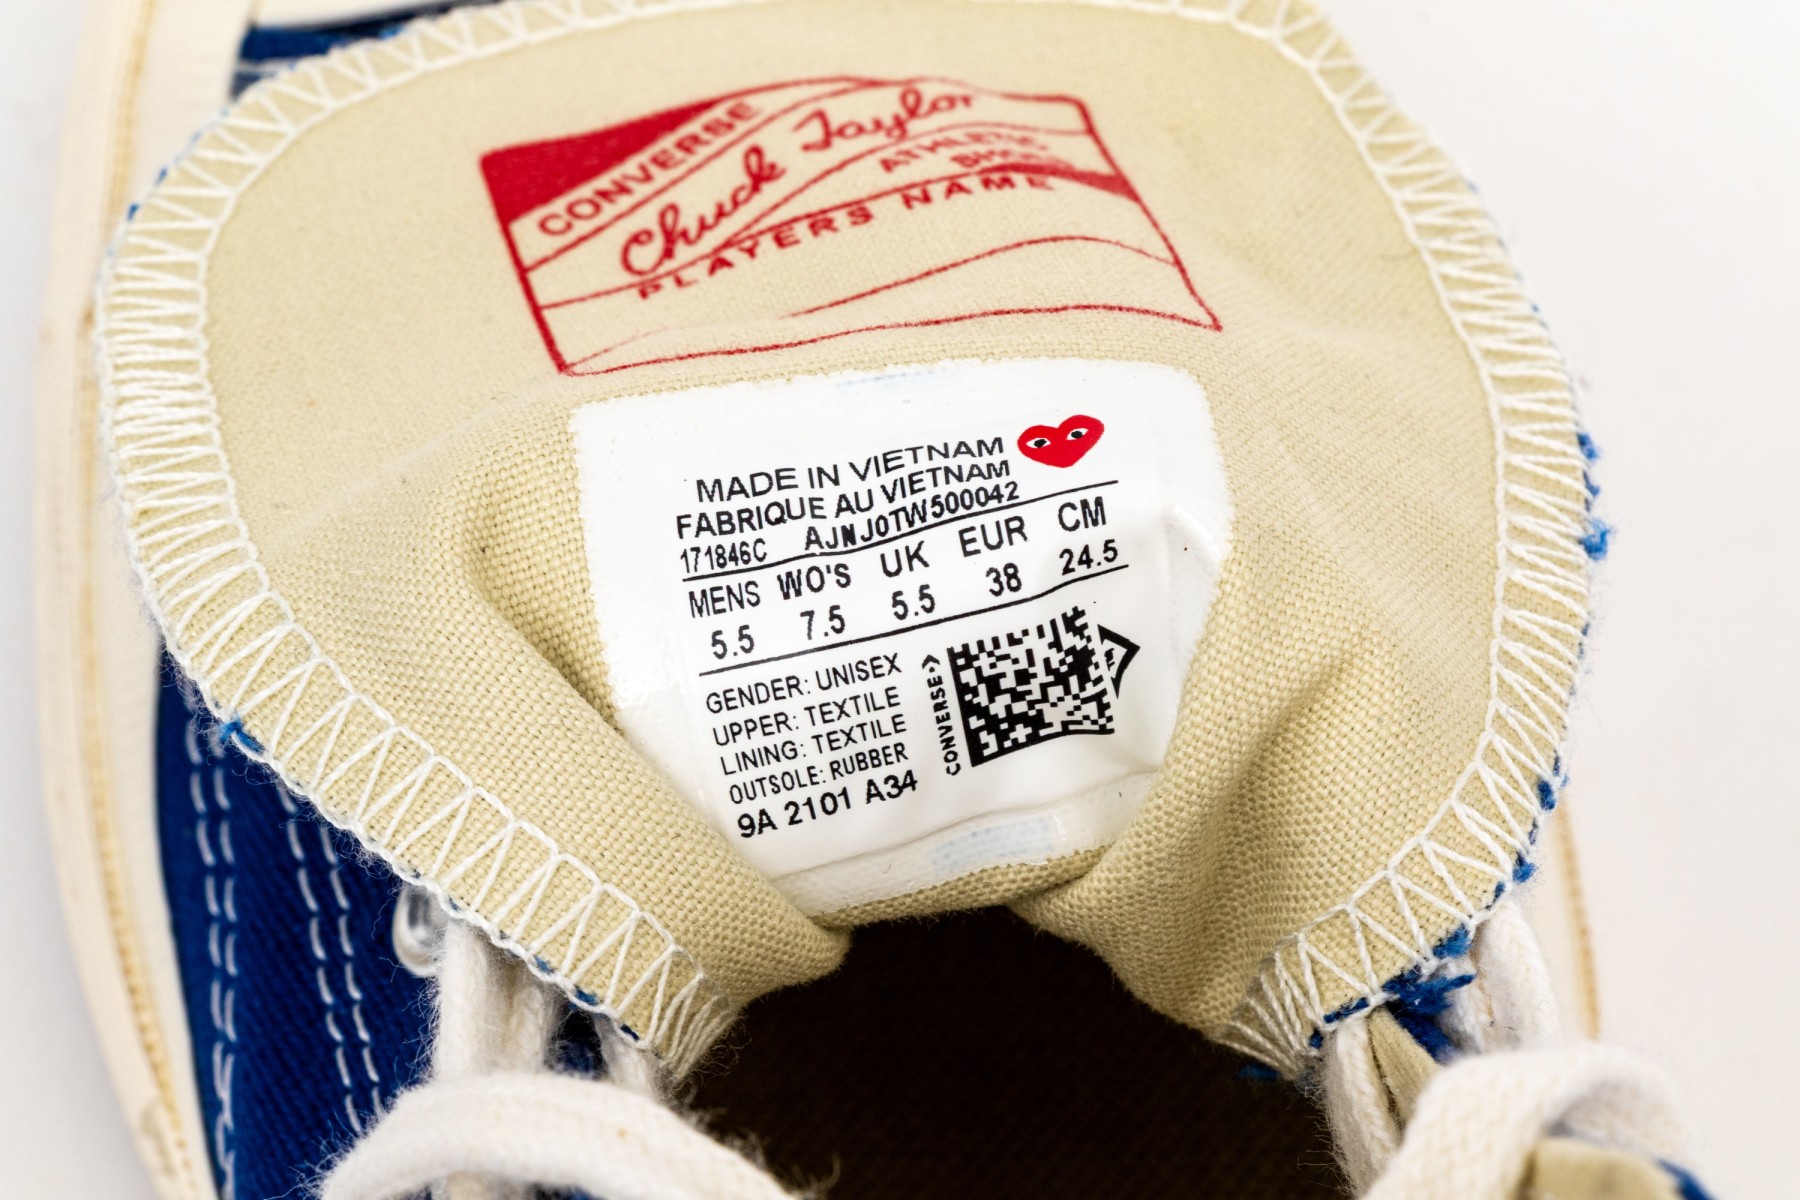 CONVERSE
Chuck Taylor
ATHLETIC
PLAYERS NAME
MADE IN VIETNAM
FABRIQUE AU VIETNAM
171846C AJNJ0TW500042
MENS WO'S UK EUR CM
5.5 7.5 5.5 38 24.5
GENDER: UNISEX
UPPER: TEXTILE
LINING: TEXTILE
OUTSOLE: RUBBER
9A 2101 A34
CONVERSE